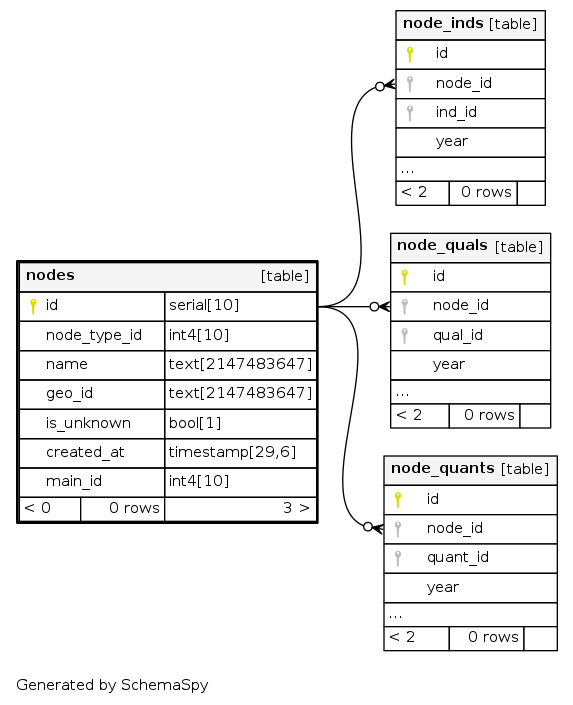 node_inds [table]
id
node_id
ind_id
year
...
< 2 0 rows
node_quals [table]
id
node_id
qual_id
year
...
< 2 0 rows
nodes [table]
id serial[10]
node_type_id int4[10]
name text[2147483647]
geo_id text[2147483647]
is_unknown bool[1]
created_at timestamp[29,6]
main_id int4[10]
< 0 0 rows 3 >
node_quants [table]
id
node_id
quant_id
year
...
< 2 0 rows
Generated by SchemaSpy